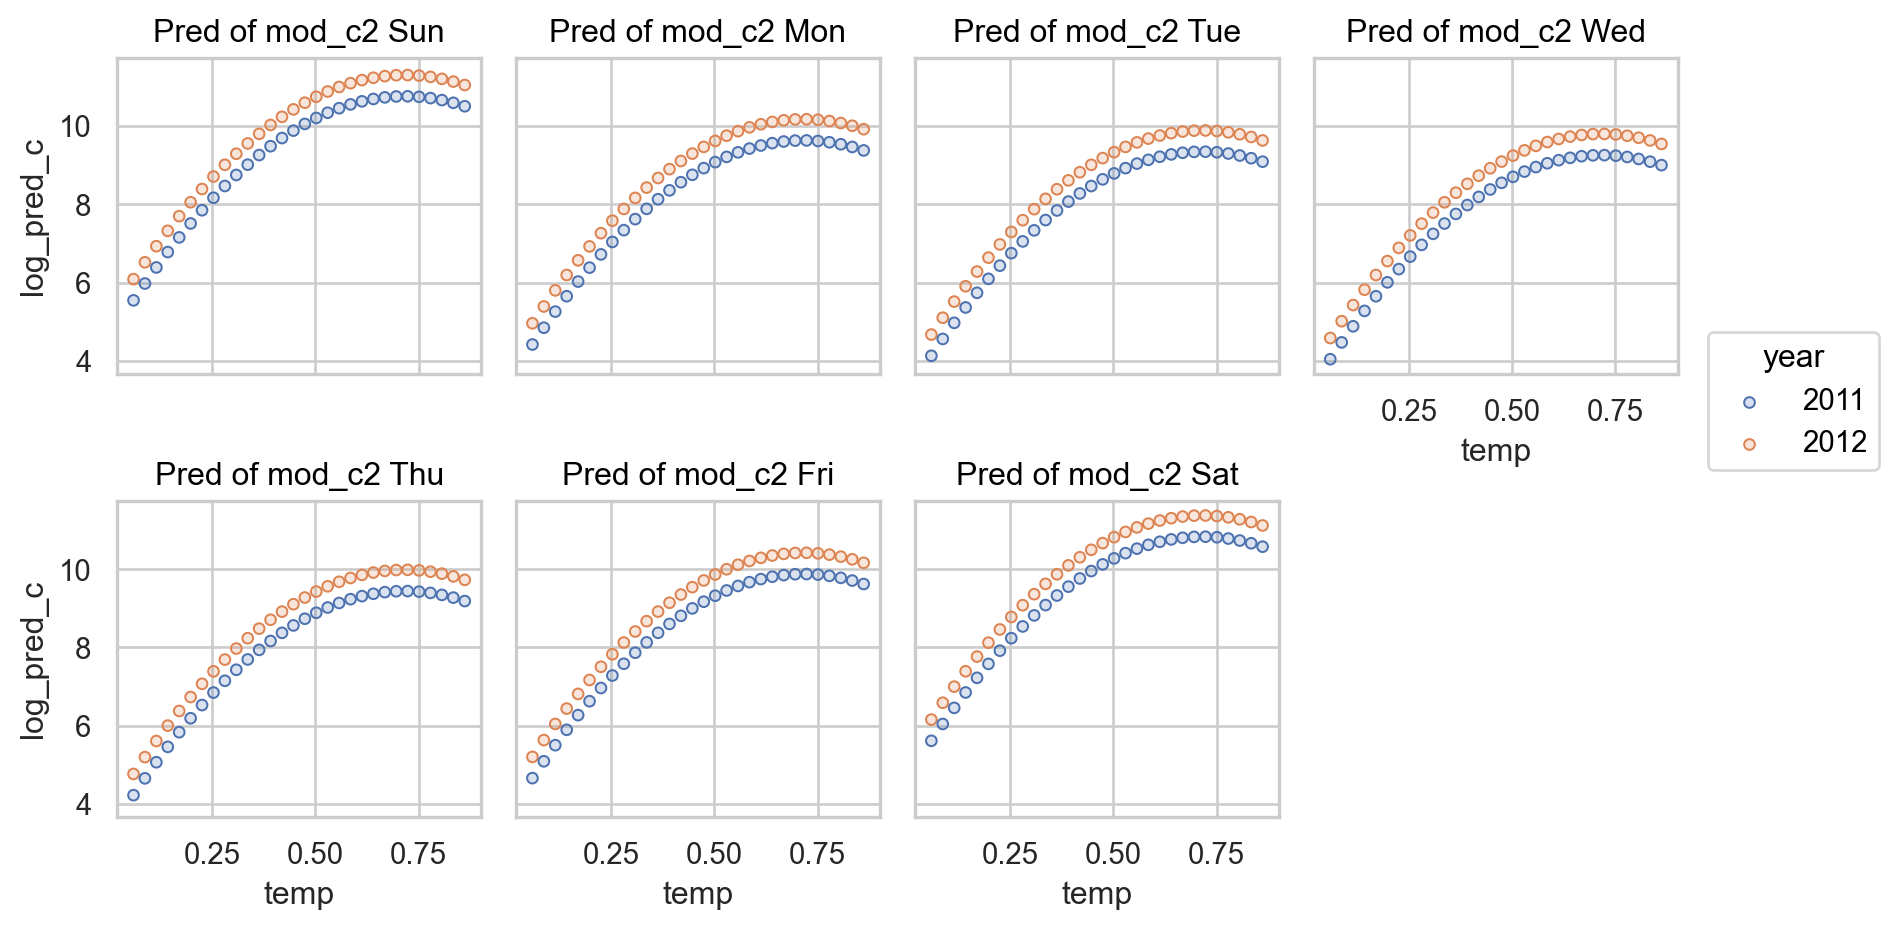 Pred of mod_c2 Sun
Pred of mod_c2 Mon
Pred of mod_c2 Tue
Pred of mod_c2 Wed
log_pred_c
10
8
6
4
0.25 0.50 0.75
temp
year
2011
2012
Pred of mod_c2 Thu
Pred of mod_c2 Fri
Pred of mod_c2 Sat
log_pred_c
10
8
6
4
0.25 0.50 0.75
temp
0.25 0.50 0.75
temp
0.25 0.50 0.75
temp